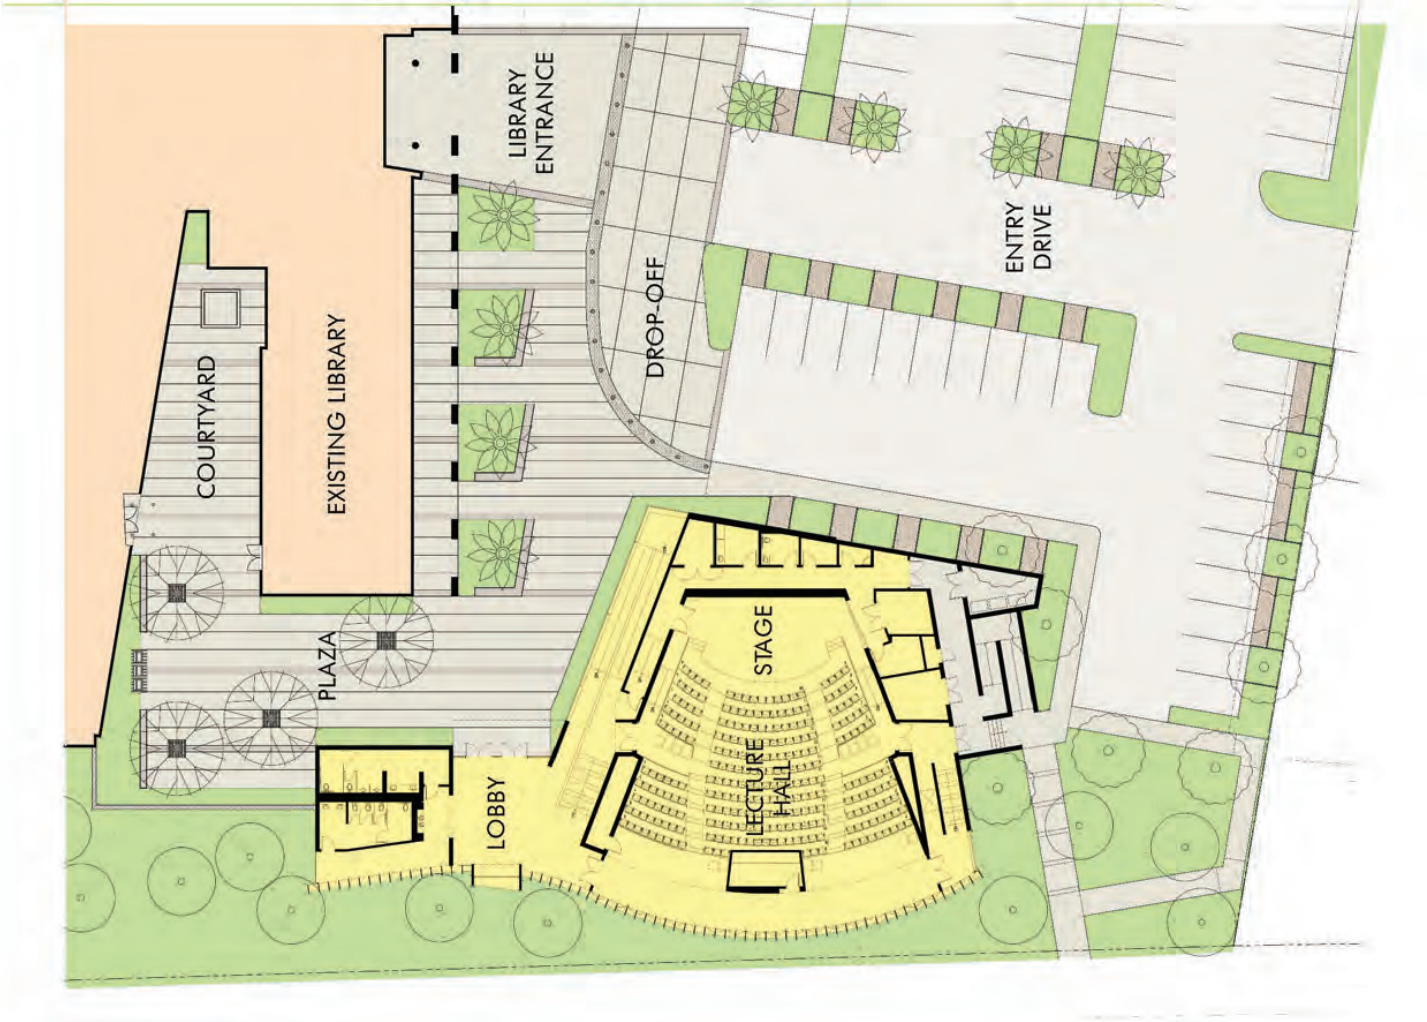 LIBRARY
ENTRANCE
ENTRY
DRIVE
DROP-OFF
COURTYARD
EXISTING LIBRARY
PLAZA
STAGE
LECTURE
HALL
LOBBY